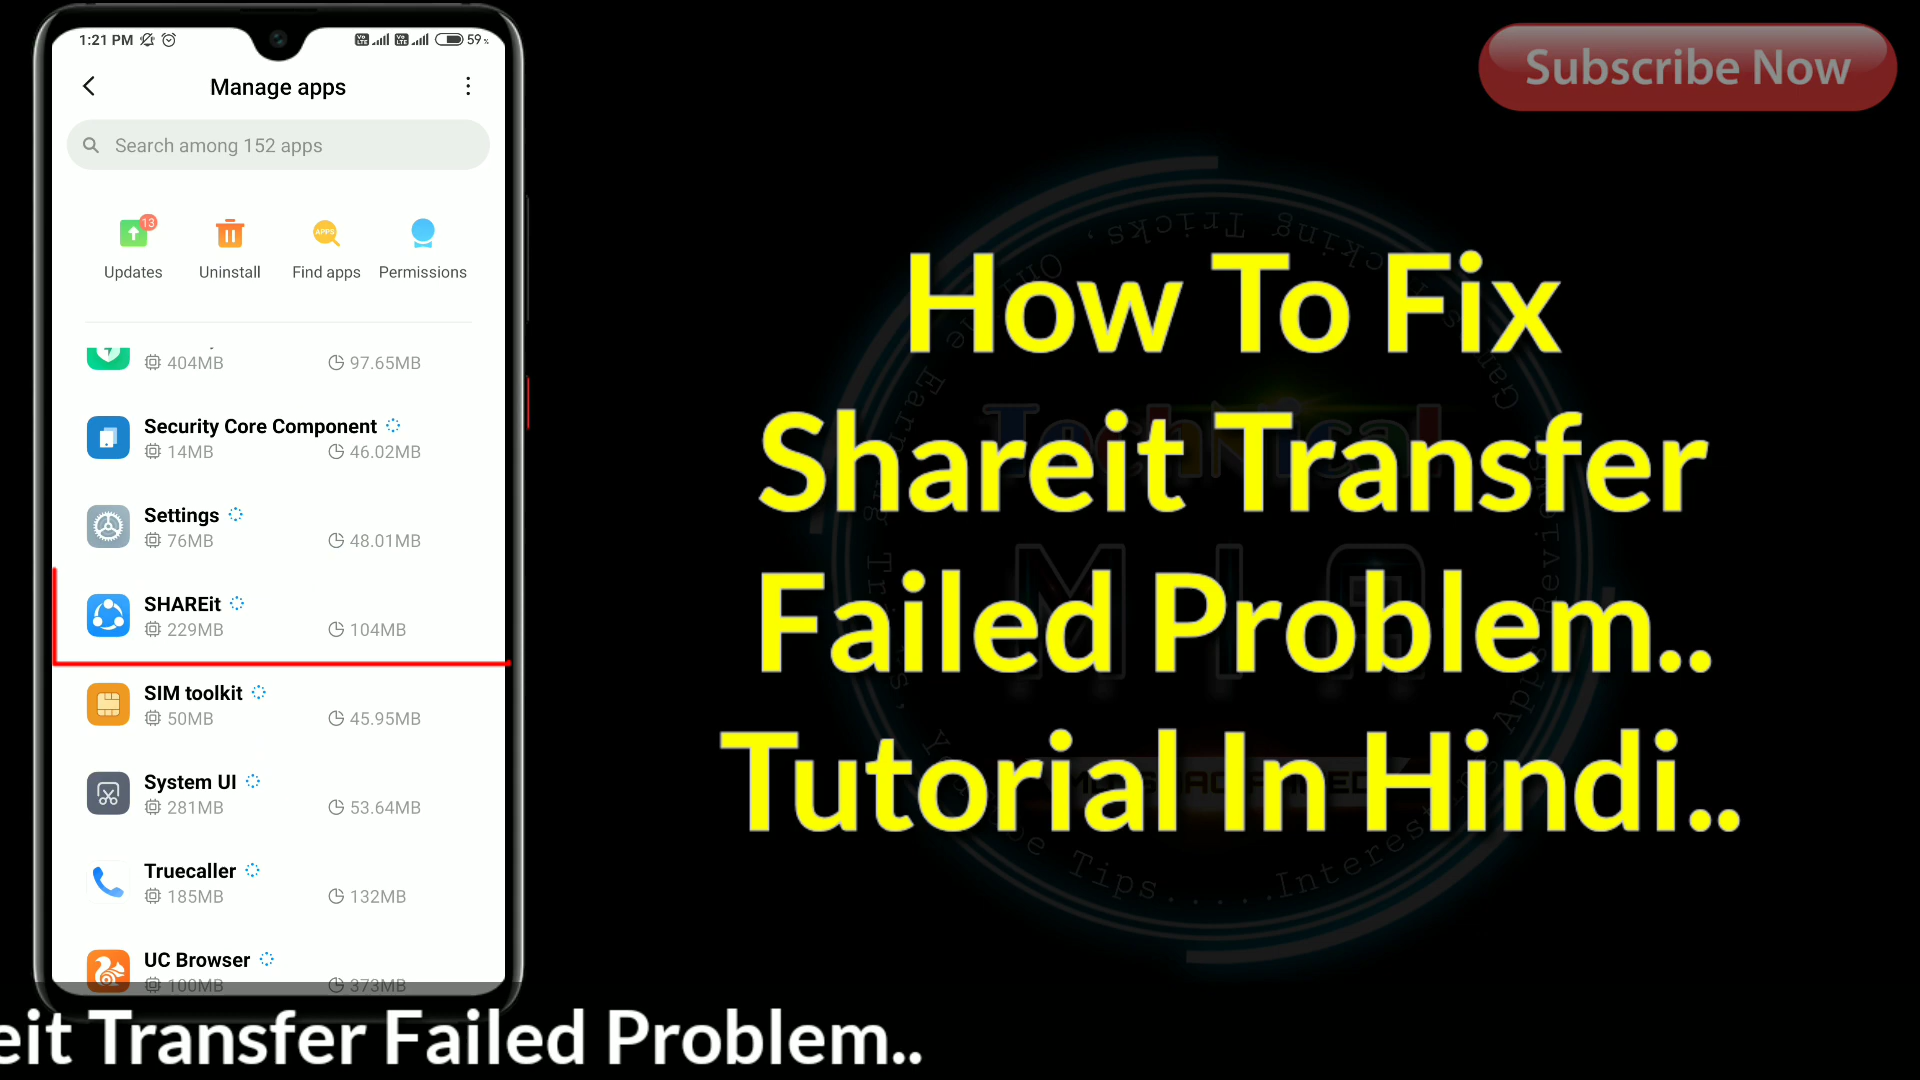 1:21 PM
59%
Manage apps
Search among 152 apps
13
APPS
Updates
Uninstall
Find apps
Permissions
404MB
97.65MB
Security Core Component
14MB
46.02MB
Settings
76MB
48.01MB
SHAREit
229MB
104MB
SIM toolkit
50MB
45.95MB
System UI
281MB
53.64MB
Truecaller
185MB
132MB
UC Browser
100MB
373MB
Subscribe Now
How To Fix
Shareit Transfer
Failed Problem..
Tutorial In Hindi..
TechNical
MIA
eit Transfer Failed Problem..